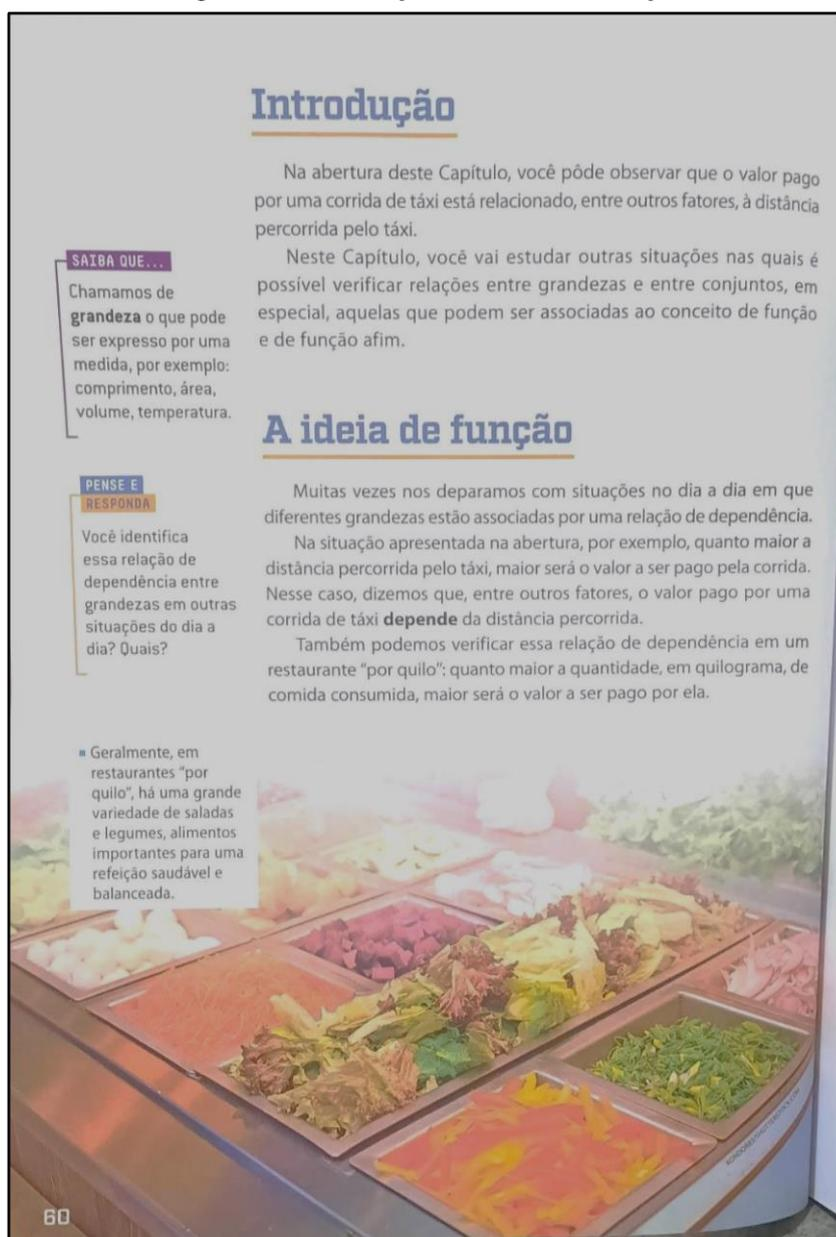 Introdução
Na abertura deste Capítulo, você pôde observar que o valor pago
por uma corrida de táxi está relacionado, entre outros fatores, à distância
percorrida pelo táxi.
Neste Capítulo, você vai estudar outras situações nas quais é
possível verificar relações entre grandezas e entre conjuntos, em
especial, aquelas que podem ser associadas ao conceito de função
e de função afim.
SAIBA QUE...
Chamamos de
grandeza o que pode
ser expresso por uma
medida, por exemplo:
comprimento, área,
volume, temperatura.
A ideia de função
Muitas vezes nos deparamos com situações no dia a dia em que
diferentes grandezas estão associadas por uma relação de dependência.
Na situação apresentada na abertura, por exemplo, quanto maior a
distância percorrida pelo táxi, maior será o valor a ser pago pela corrida.
Nesse caso, dizemos que, entre outros fatores, o valor pago por uma
corrida de táxi depende da distância percorrida.
Também podemos verificar essa relação de dependência em um
restaurante “por quilo”: quanto maior a quantidade, em quilograma, de
comida consumida, maior será o valor a ser pago por ela.
PENSE E
RESPONDA
Você identifica
essa relação de
dependência entre
grandezas em outras
situações do dia a
dia? Quais?
Geralmente, em
restaurantes “por
quilo”, há uma grande
variedade de saladas
e legumes, alimentos
importantes para uma
refeição saudável e
balanceada.
60